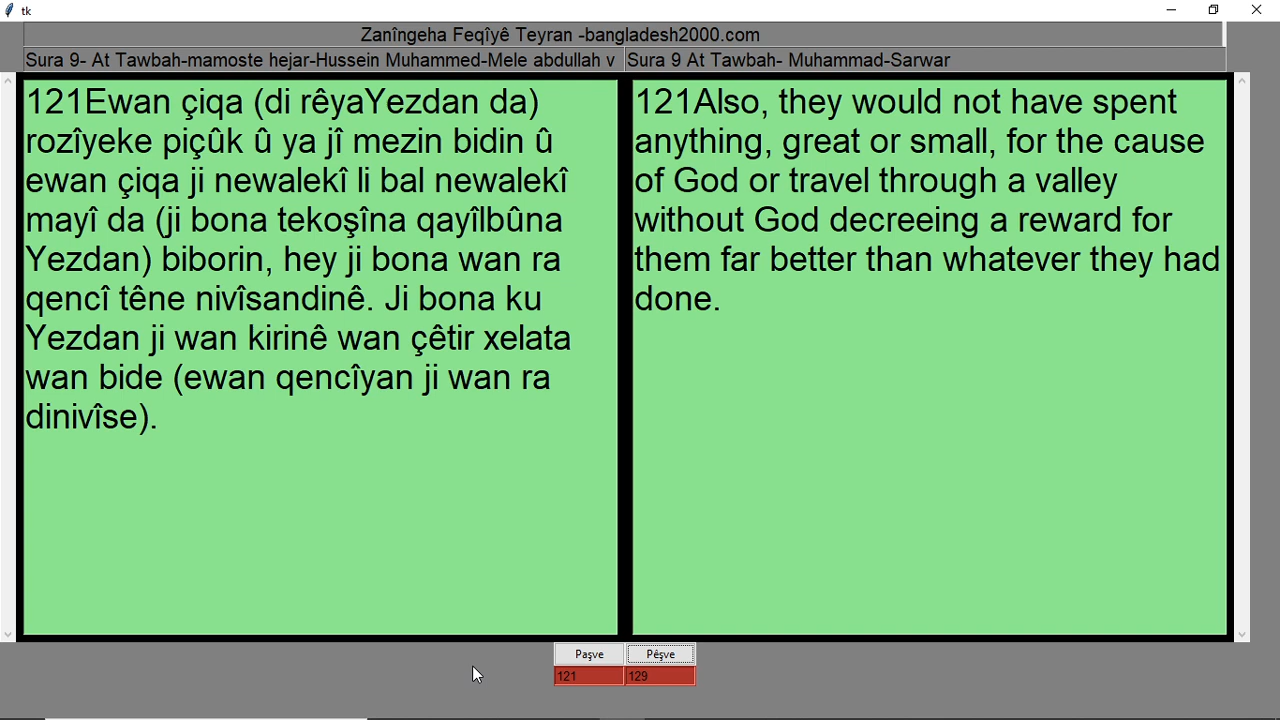 tk
Zanîngeha Feqîyê Teyran -bangladesh2000.com
Sura 9- At Tawbah-mamoste hejar-Hussein Muhammed-Mele abdullah v
Sura 9 At Tawbah- Muhammad-Sarwar
121Ewan çiqa (di rêyaYezdan da)
rozîyeke piçûk û ya jî mezin bidin û
ewan çiqa ji newalekî li bal newalekî
mayî da (ji bona tekoşîna qayîlbûna
Yezdan) biborin, hey ji bona wan ra
qencî têne nivîsandinê. Ji bona ku
Yezdan ji wan kirinê wan çêtir xelata
wan bide (ewan qencîyan ji wan ra
dinivîse).
121Also, they would not have spent
anything, great or small, for the cause
of God or travel through a valley
without God decreeing a reward for
them far better than whatever they had
done.
Paşve
Pêşve
121
129